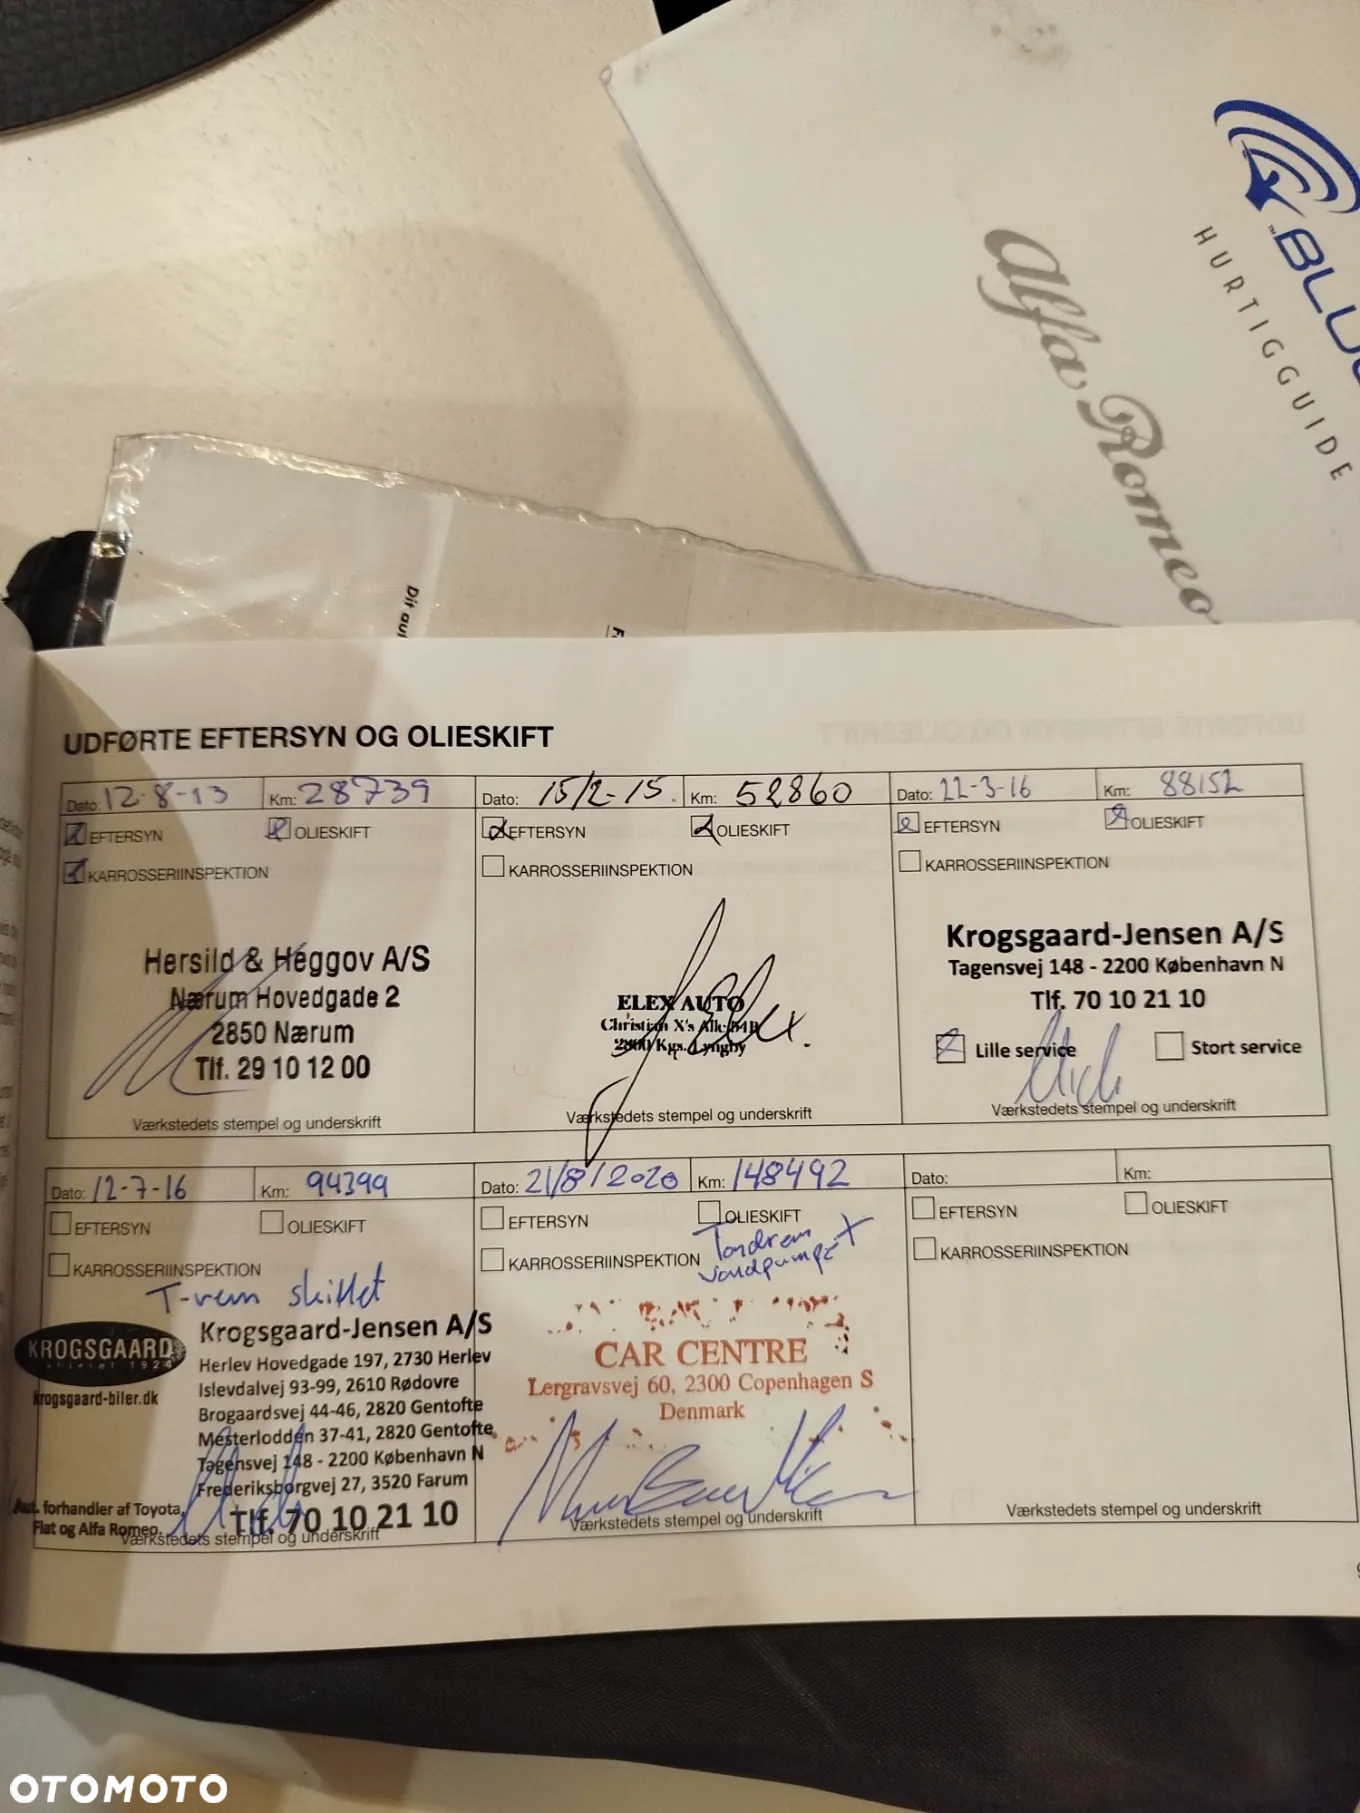 BLU
HURTIGGUIDE
Alfa Romeo
Dit aut
UDFØRTE EFTERSYN OG OLIESKIFT
Dato: 12-8-13 Km: 28739
EFTERSYN OLIESKIFT
KARROSSERIINSPEKTION
Hersild & Heggov A/S
Nærum Hovedgade 2
2850 Nærum
Tlf. 29 10 12 00
Værkstedets stempel og underskrift
Dato: 15/2-15. Km: 52860
EFTERSYN OLIESKIFT
KARROSSERIINSPEKTION
ELEX AUTO
Christian X's Alle
2800 Kgs. Lyngby
Værkstedets stempel og underskrift
Dato: 22-3-16 Km: 88152
EFTERSYN OLIESKIFT
KARROSSERIINSPEKTION
Krogsgaard-Jensen A/S
Tagensvej 148 - 2200 København N
Tlf. 70 10 21 10
Lille service Stort service
Værkstedets stempel og underskrift
Dato: 12-7-16 Km: 94399
EFTERSYN OLIESKIFT
KARROSSERIINSPEKTION
T-rem skiftet
KROGSGAARD
1924
krogsgaard-biler.dk
Krogsgaard-Jensen A/S
Herlev Hovedgade 197, 2730 Herlev
Islevdalvej 93-99, 2610 Rødovre
Brogaardsvej 44-46, 2820 Gentofte
Mesterlodden 37-41, 2820 Gentofte
Tagensvej 148 - 2200 København N
Frederiksborgvej 27, 3520 Farum
Tlf. 70 10 21 10
Aut. forhandler af Toyota,
Fiat og Alfa Romeo.
Værkstedets stempel og underskrift
Dato: 21/8/2020 Km: 148492
EFTERSYN OLIESKIFT
KARROSSERIINSPEKTION
Tandrem X
vandpumpe
CAR CENTRE
Lergravsvej 60, 2300 Copenhagen S
Denmark
Værkstedets stempel og underskrift
Dato: Km:
EFTERSYN OLIESKIFT
KARROSSERIINSPEKTION
Værkstedets stempel og underskrift
OTOMOTO